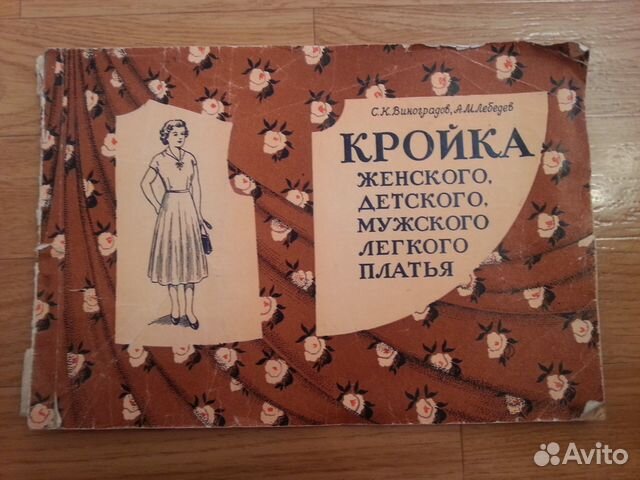 С. К. Виноградов, А. М. Лебедев
КРОЙКА
ЖЕНСКОГО,
ДЕТСКОГО,
МУЖСКОГО
ЛЕГКОГО
ПЛАТЬЯ
Avito